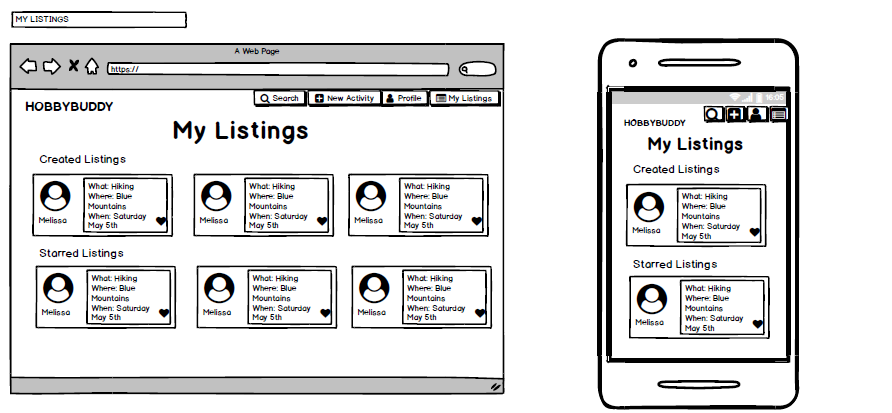 MY LISTINGS
A Web Page
https://
Search
New Activity
Profile
My Listings
HOBBYBUDDY
My Listings
Created Listings
What: Hiking
Where: Blue
Mountains
When: Saturday
May 5th
Melissa
What: Hiking
Where: Blue
Mountains
When: Saturday
May 5th
Melissa
What: Hiking
Where: Blue
Mountains
When: Saturday
May 5th
Melissa
Starred Listings
What: Hiking
Where: Blue
Mountains
When: Saturday
May 5th
Melissa
What: Hiking
Where: Blue
Mountains
When: Saturday
May 5th
Melissa
What: Hiking
Where: Blue
Mountains
When: Saturday
May 5th
Melissa
HOBBYBUDDY
My Listings
Created Listings
What: Hiking
Where: Blue
Mountains
When: Saturday
May 5th
Melissa
Starred Listings
What: Hiking
Where: Blue
Mountains
When: Saturday
May 5th
Melissa